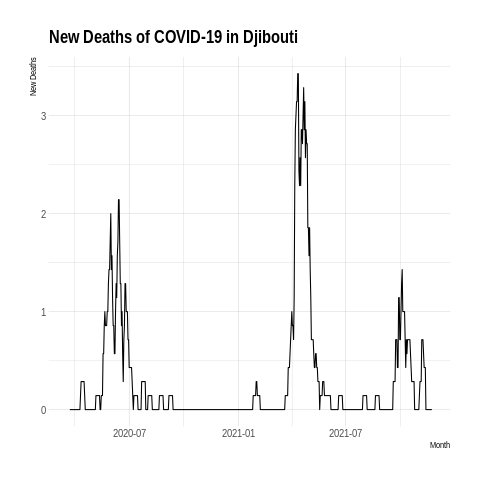 New Deaths of COVID-19 in Djibouti
New Deaths
3
2
1
0
2020-07
2021-01
2021-07
Month